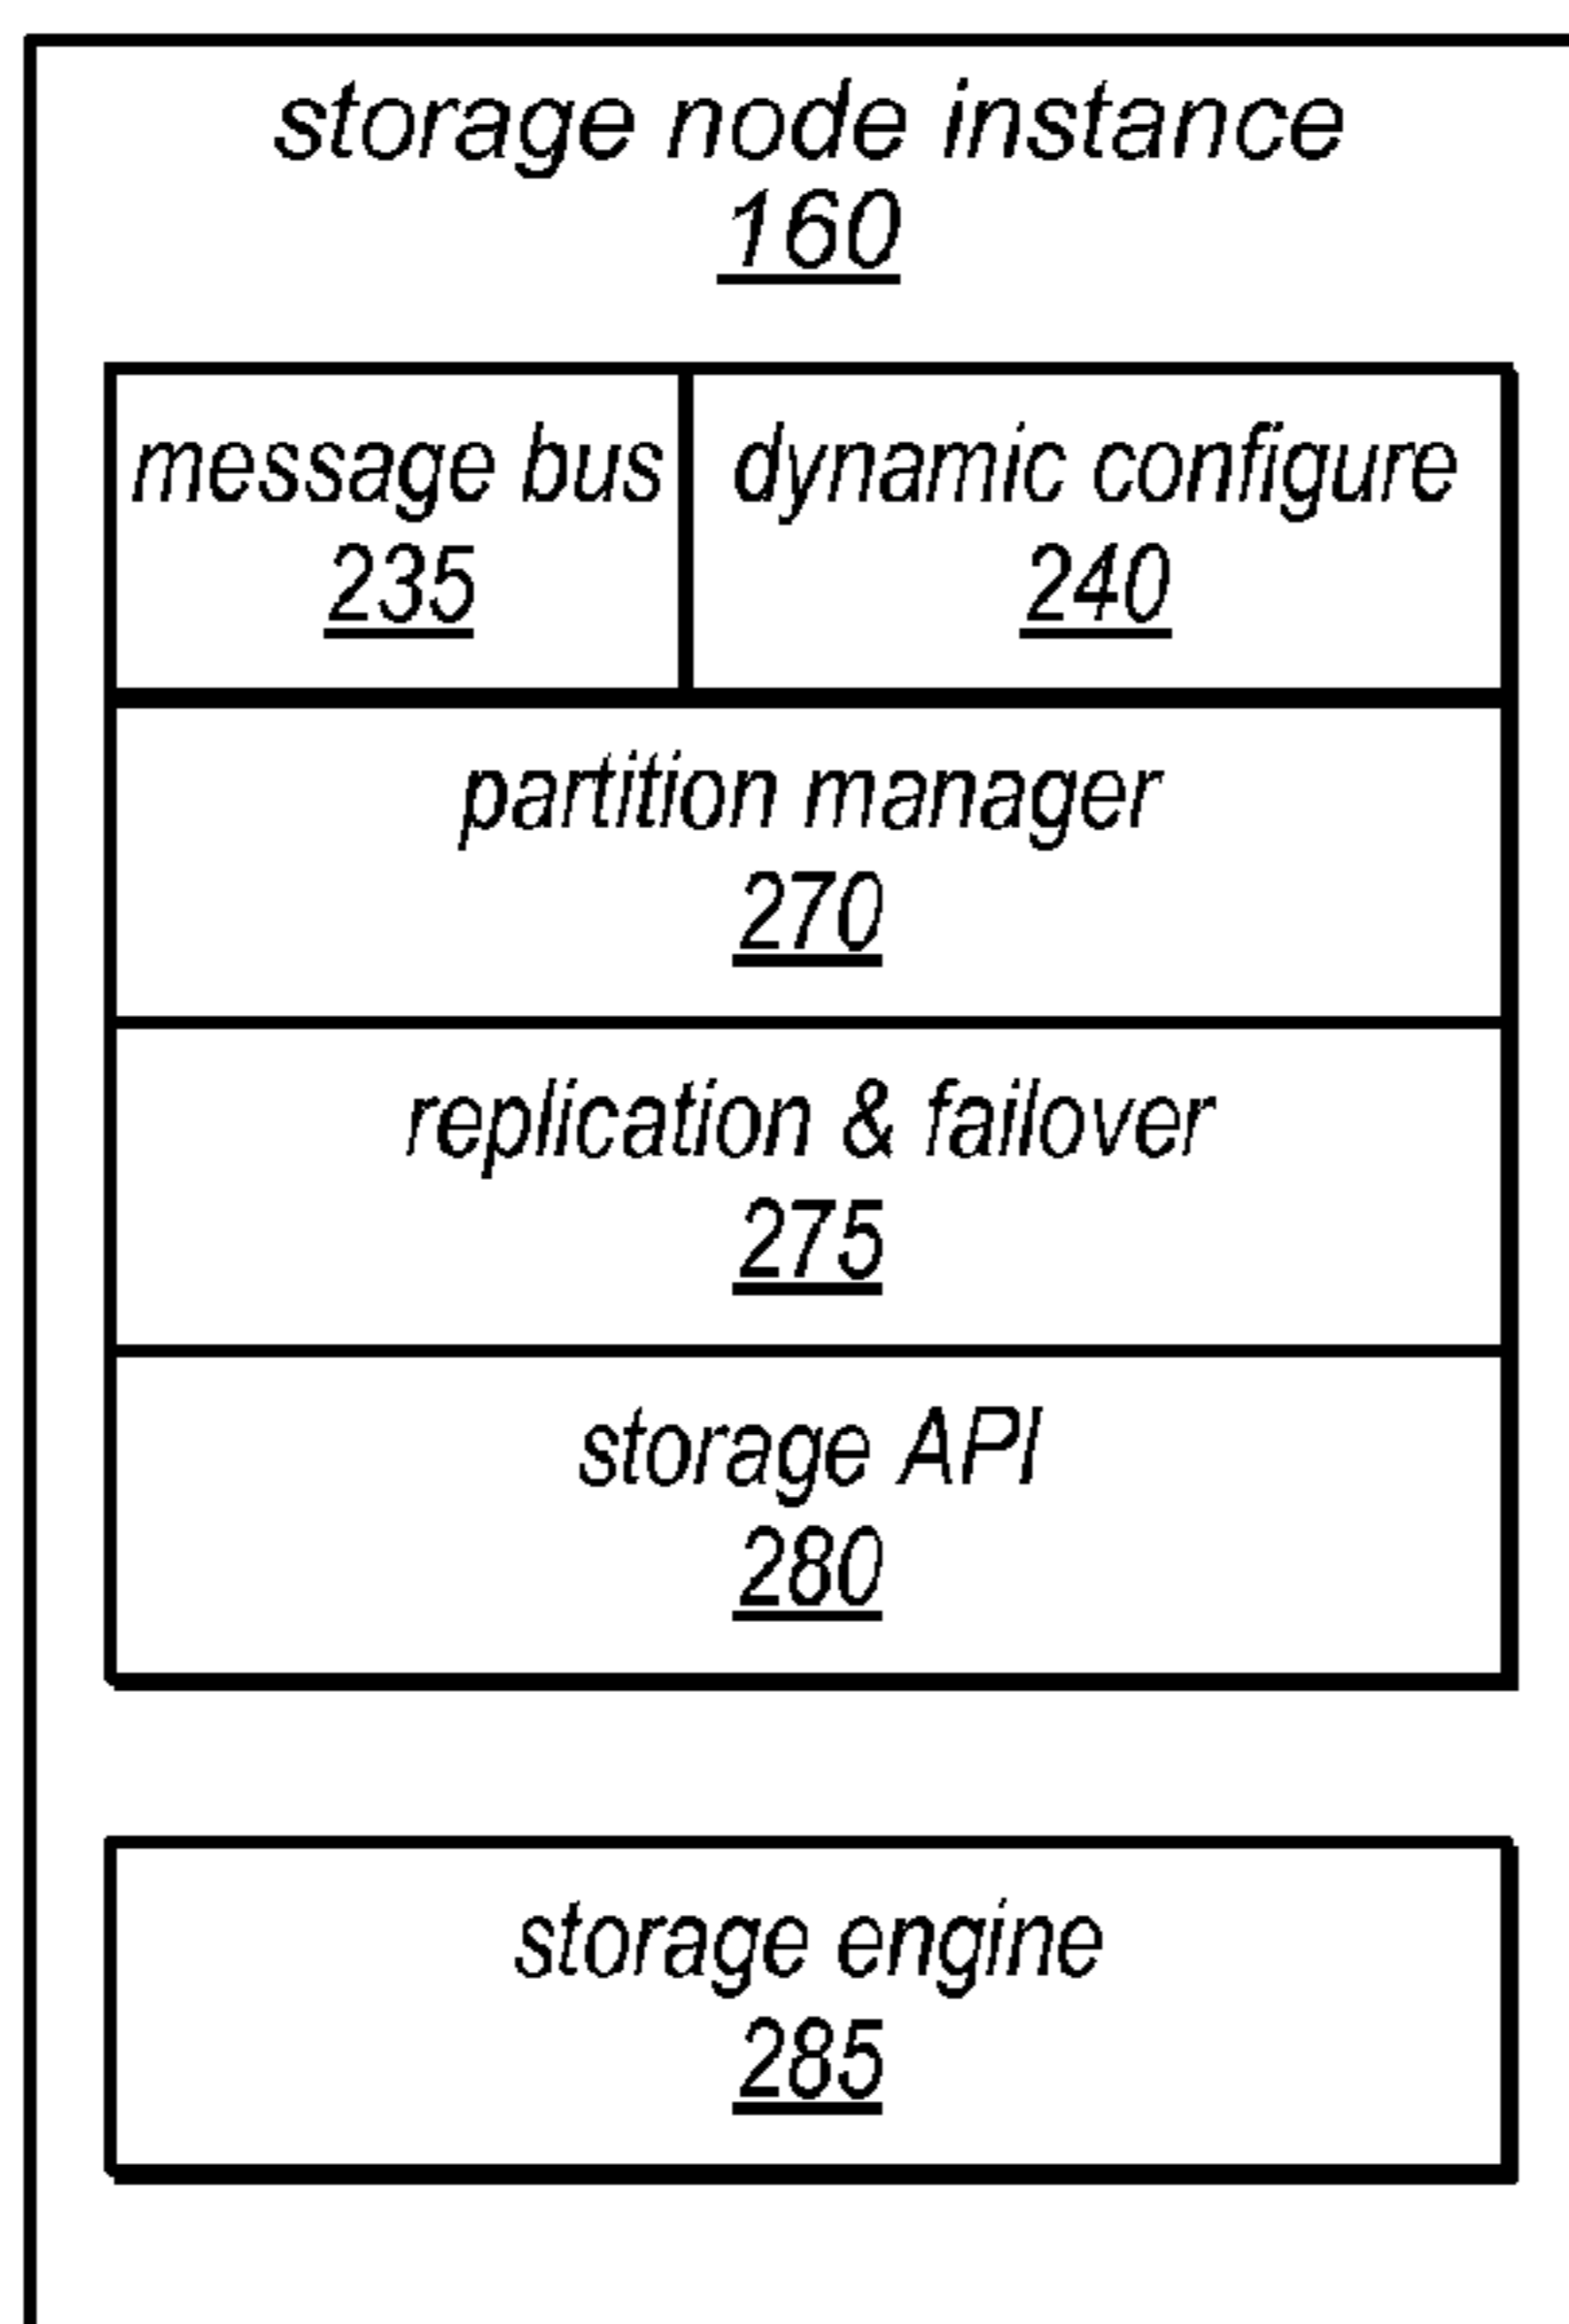 storage node instance
160
message bus
235
dynamic configure
240
partition manager
270
replication & failover
275
storage API
280
storage engine
285